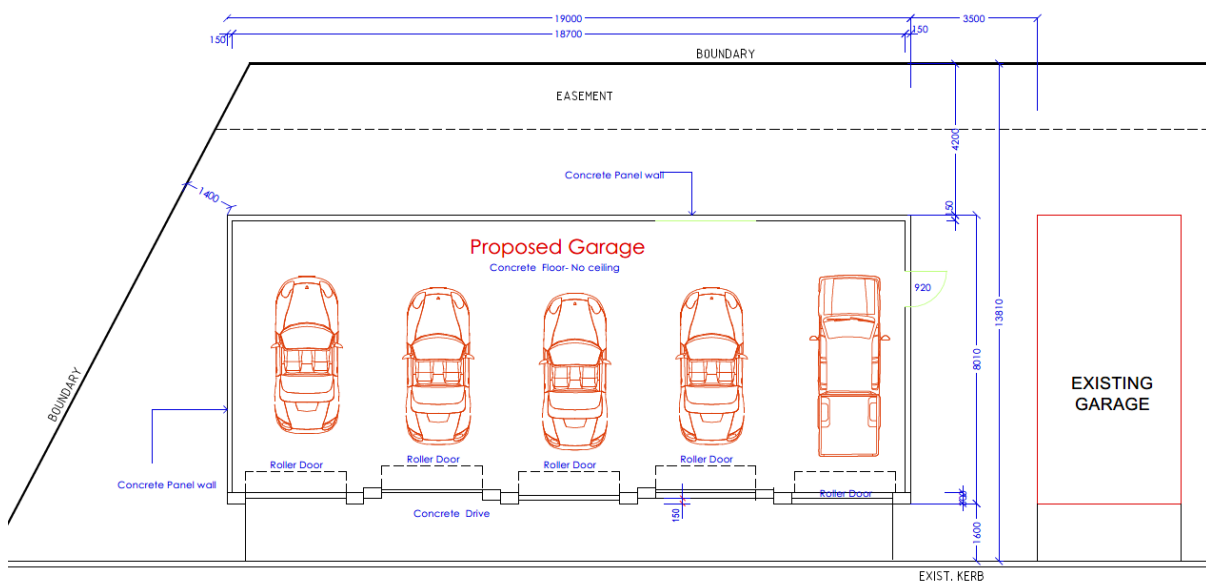 19000
3500
150
18700
150
BOUNDARY
EASEMENT
4200
1400
Concrete Panel wall
150
Proposed Garage
Concrete Floor- No ceiling
920
13810
8010
BOUNDARY
EXISTING
GARAGE
Roller Door
Roller Door
Roller Door
Roller Door
Concrete Panel wall
Roller Door
Concrete Drive
150
1600
EXIST. KERB